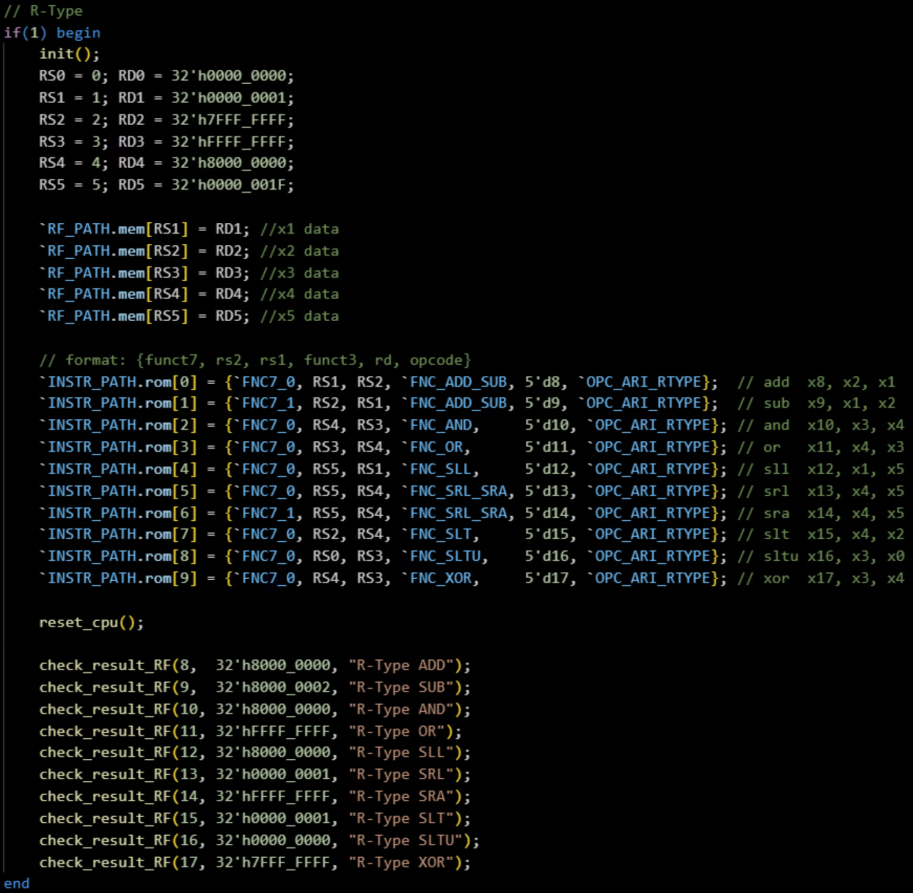 // R-Type
if(1) begin
    init();
    RS0 = 0; RD0 = 32'h0000_0000;
    RS1 = 1; RD1 = 32'h0000_0001;
    RS2 = 2; RD2 = 32'h7FFF_FFFF;
    RS3 = 3; RD3 = 32'hFFFF_FFFF;
    RS4 = 4; RD4 = 32'h8000_0000;
    RS5 = 5; RD5 = 32'h0000_001F;

    `RF_PATH.mem[RS1] = RD1; //x1 data
    `RF_PATH.mem[RS2] = RD2; //x2 data
    `RF_PATH.mem[RS3] = RD3; //x3 data
    `RF_PATH.mem[RS4] = RD4; //x4 data
    `RF_PATH.mem[RS5] = RD5; //x5 data

    // format: {funct7, rs2, rs1, funct3, rd, opcode}
    `INSTR_PATH.rom[0] = {`FNC7_0, RS1, RS2, `FNC_ADD_SUB, 5'd8, `OPC_ARI_RTYPE};  // add  x8, x2, x1
    `INSTR_PATH.rom[1] = {`FNC7_1, RS2, RS1, `FNC_ADD_SUB, 5'd9, `OPC_ARI_RTYPE};  // sub  x9, x1, x2
    `INSTR_PATH.rom[2] = {`FNC7_0, RS4, RS3, `FNC_AND,     5'd10, `OPC_ARI_RTYPE}; // and  x10, x3, x4
    `INSTR_PATH.rom[3] = {`FNC7_0, RS3, RS4, `FNC_OR,      5'd11, `OPC_ARI_RTYPE}; // or   x11, x4, x3
    `INSTR_PATH.rom[4] = {`FNC7_0, RS5, RS1, `FNC_SLL,     5'd12, `OPC_ARI_RTYPE}; // sll  x12, x1, x5
    `INSTR_PATH.rom[5] = {`FNC7_0, RS5, RS4, `FNC_SRL_SRA, 5'd13, `OPC_ARI_RTYPE}; // srl  x13, x4, x5
    `INSTR_PATH.rom[6] = {`FNC7_1, RS5, RS4, `FNC_SRL_SRA, 5'd14, `OPC_ARI_RTYPE}; // sra  x14, x4, x5
    `INSTR_PATH.rom[7] = {`FNC7_0, RS2, RS4, `FNC_SLT,     5'd15, `OPC_ARI_RTYPE}; // slt  x15, x4, x2
    `INSTR_PATH.rom[8] = {`FNC7_0, RS0, RS3, `FNC_SLTU,    5'd16, `OPC_ARI_RTYPE}; // sltu x16, x3, x0
    `INSTR_PATH.rom[9] = {`FNC7_0, RS4, RS3, `FNC_XOR,     5'd17, `OPC_ARI_RTYPE}; // xor  x17, x3, x4

    reset_cpu();

    check_result_RF(8,  32'h8000_0000, "R-Type ADD");
    check_result_RF(9,  32'h8000_0002, "R-Type SUB");
    check_result_RF(10, 32'h8000_0000, "R-Type AND");
    check_result_RF(11, 32'hFFFF_FFFF, "R-Type OR");
    check_result_RF(12, 32'h8000_0000, "R-Type SLL");
    check_result_RF(13, 32'h0000_0001, "R-Type SRL");
    check_result_RF(14, 32'hFFFF_FFFF, "R-Type SRA");
    check_result_RF(15, 32'h0000_0001, "R-Type SLT");
    check_result_RF(16, 32'h0000_0000, "R-Type SLTU");
    check_result_RF(17, 32'h7FFF_FFFF, "R-Type XOR");
end